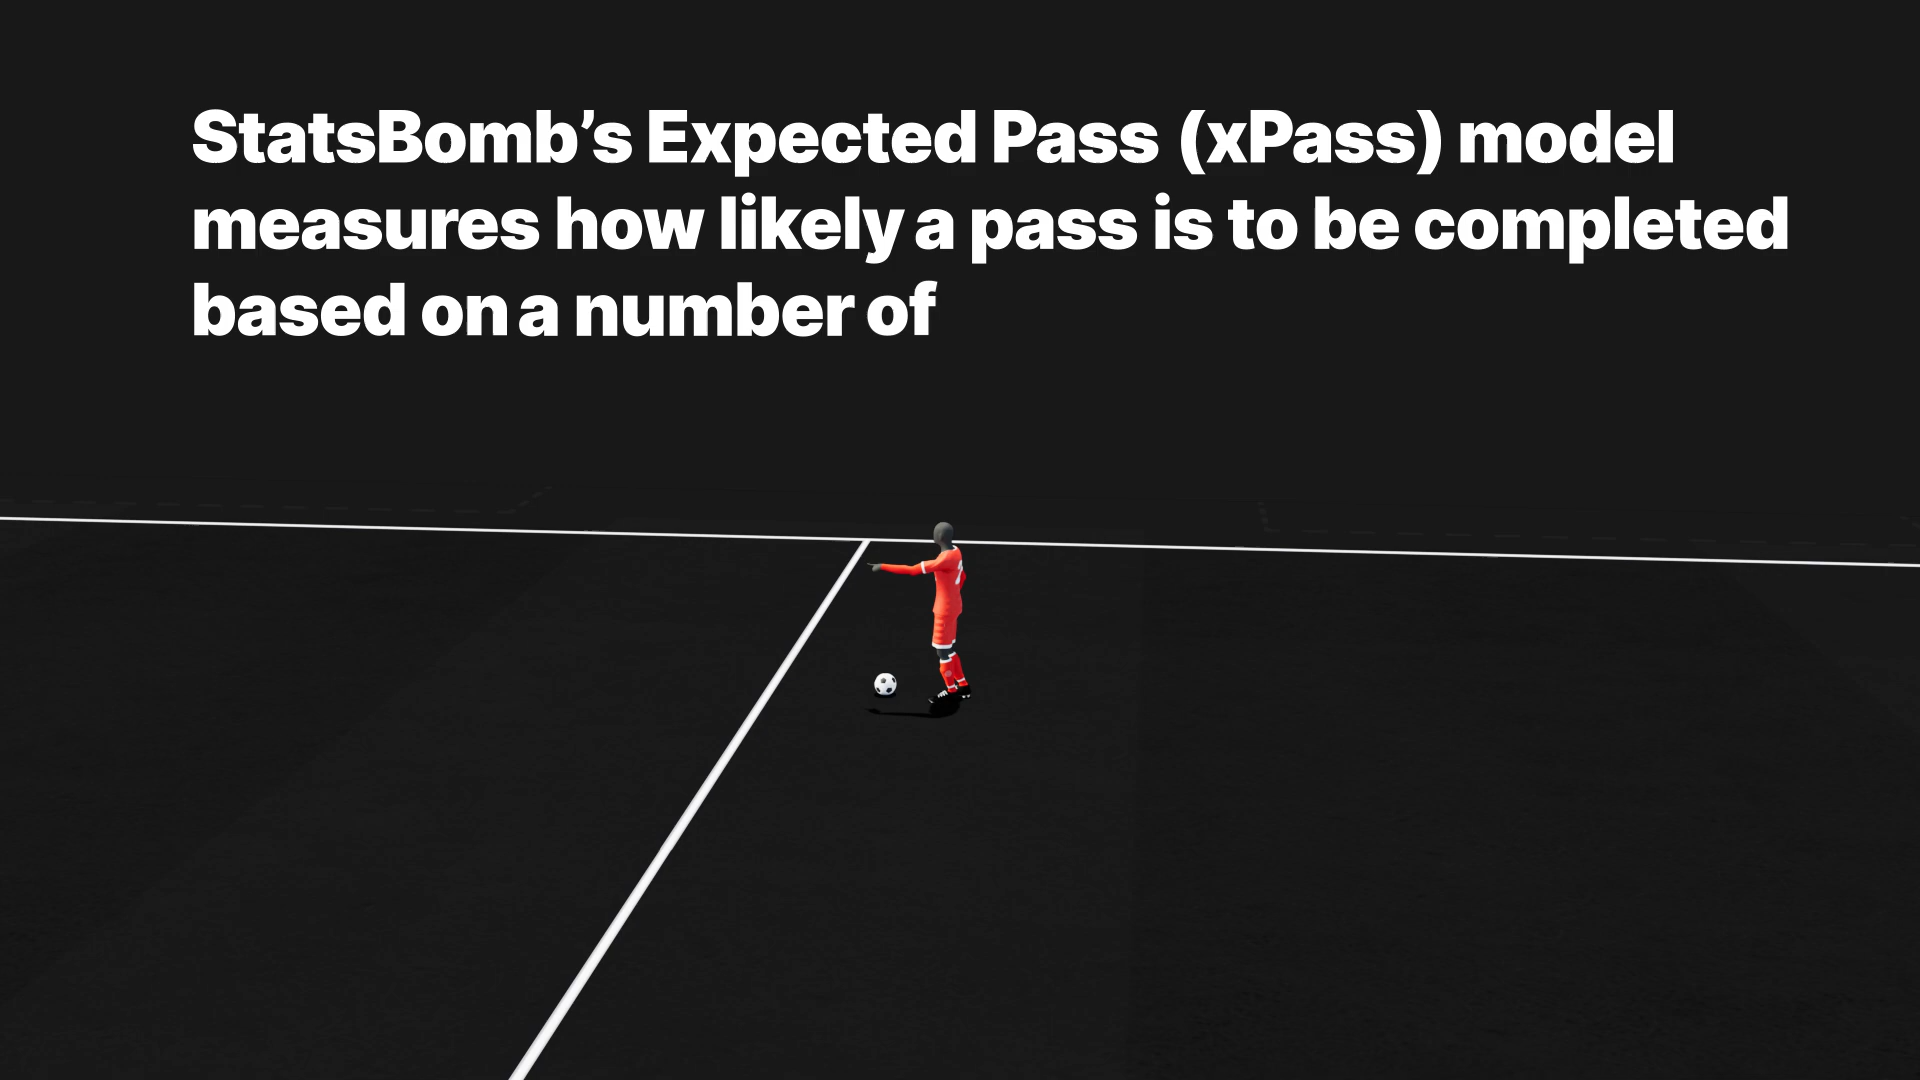 StatsBomb’s Expected Pass (xPass) model
measures how likely a pass is to be completed
based on a number of